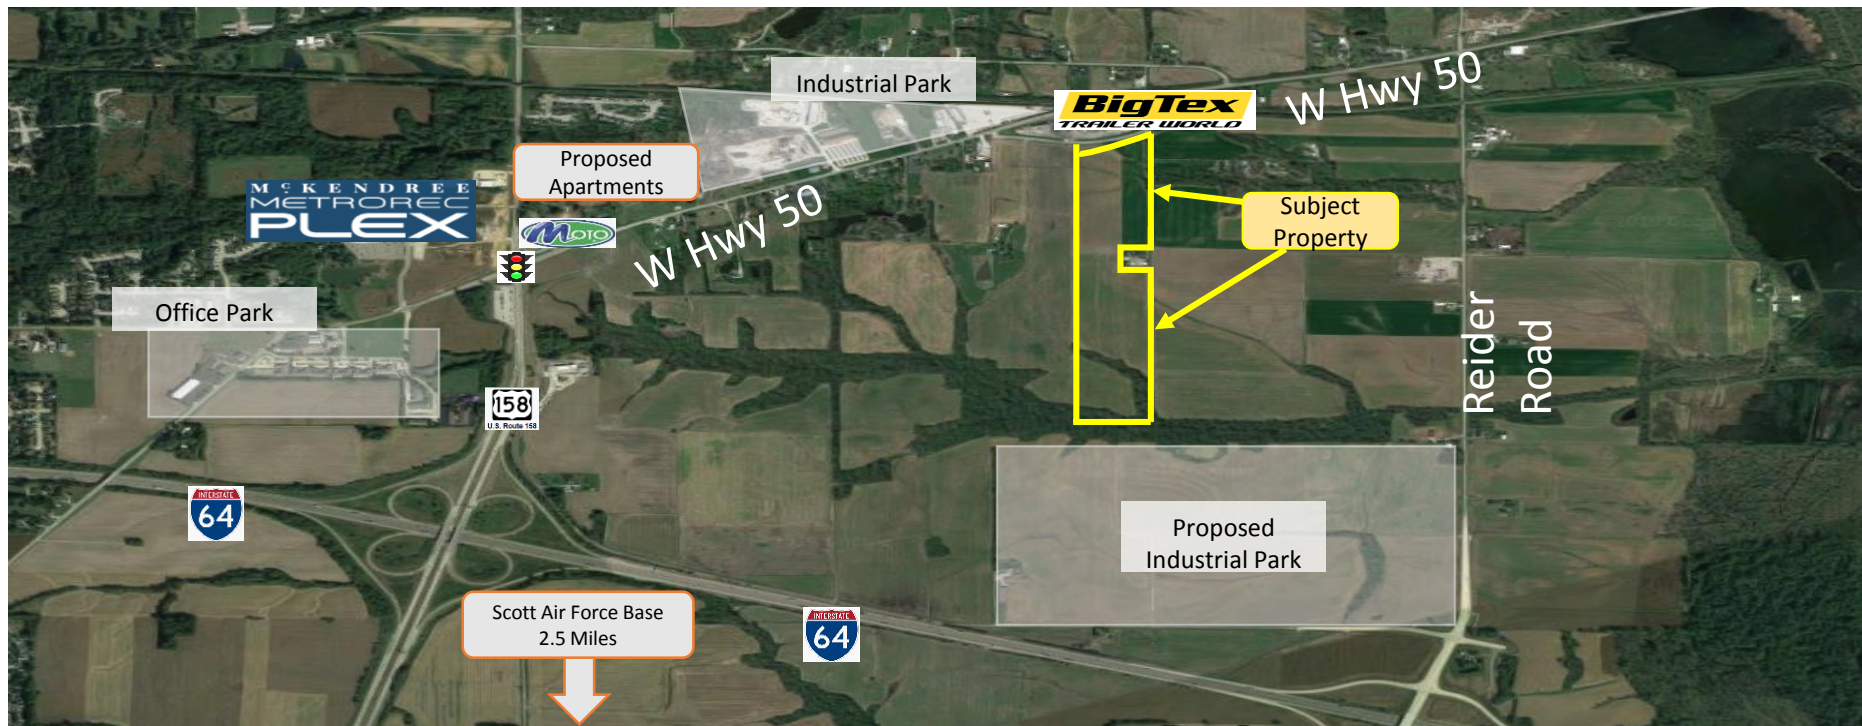 Industrial Park
BigTex
TRAILER WORLD
W Hwy 50
Proposed
Apartments
McKENDREE
METROREC
PLEX
MOTO
W Hwy 50
Subject
Property
Office Park
Reider
Road
158
U.S. Route 158
INTERSTATE
64
Proposed
Industrial Park
Scott Air Force Base
2.5 Miles
INTERSTATE
64